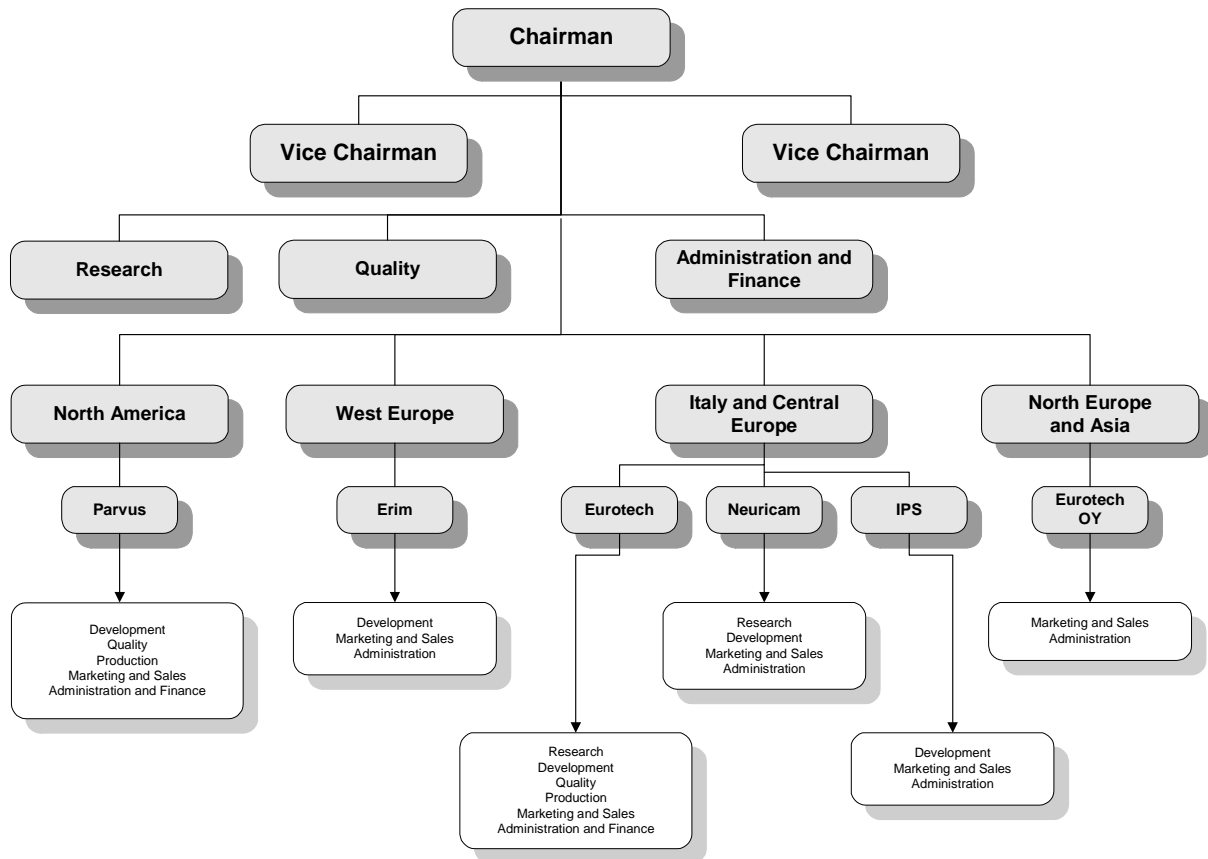 Chairman
Vice Chairman
Vice Chairman
Research
Quality
Administration and
Finance
North America
West Europe
Italy and Central
Europe
North Europe
and Asia
Parvus
Erim
Eurotech
Neuricam
IPS
Eurotech
OY
Development
Quality
Production
Marketing and Sales
Administration and Finance
Development
Marketing and Sales
Administration
Research
Development
Marketing and Sales
Administration
Marketing and Sales
Administration
Research
Development
Quality
Production
Marketing and Sales
Administration and Finance
Development
Marketing and Sales
Administration